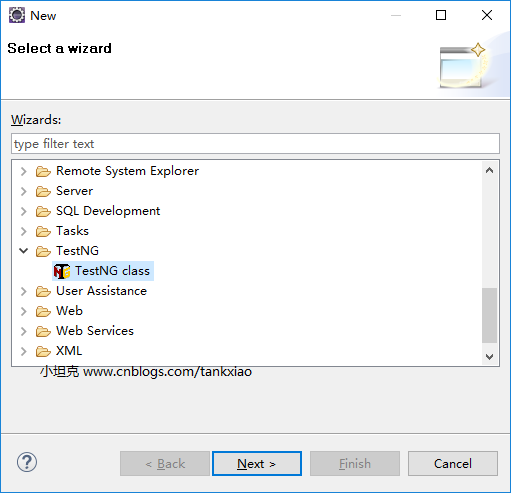 New
Select a wizard
Wizards:
type filter text
Remote System Explorer
Server
SQL Development
Tasks
TestNG
TestNG class
User Assistance
Web
Web Services
XML
小坦克 www.cnblogs.com/tankxiao
? < Back Next > Finish Cancel